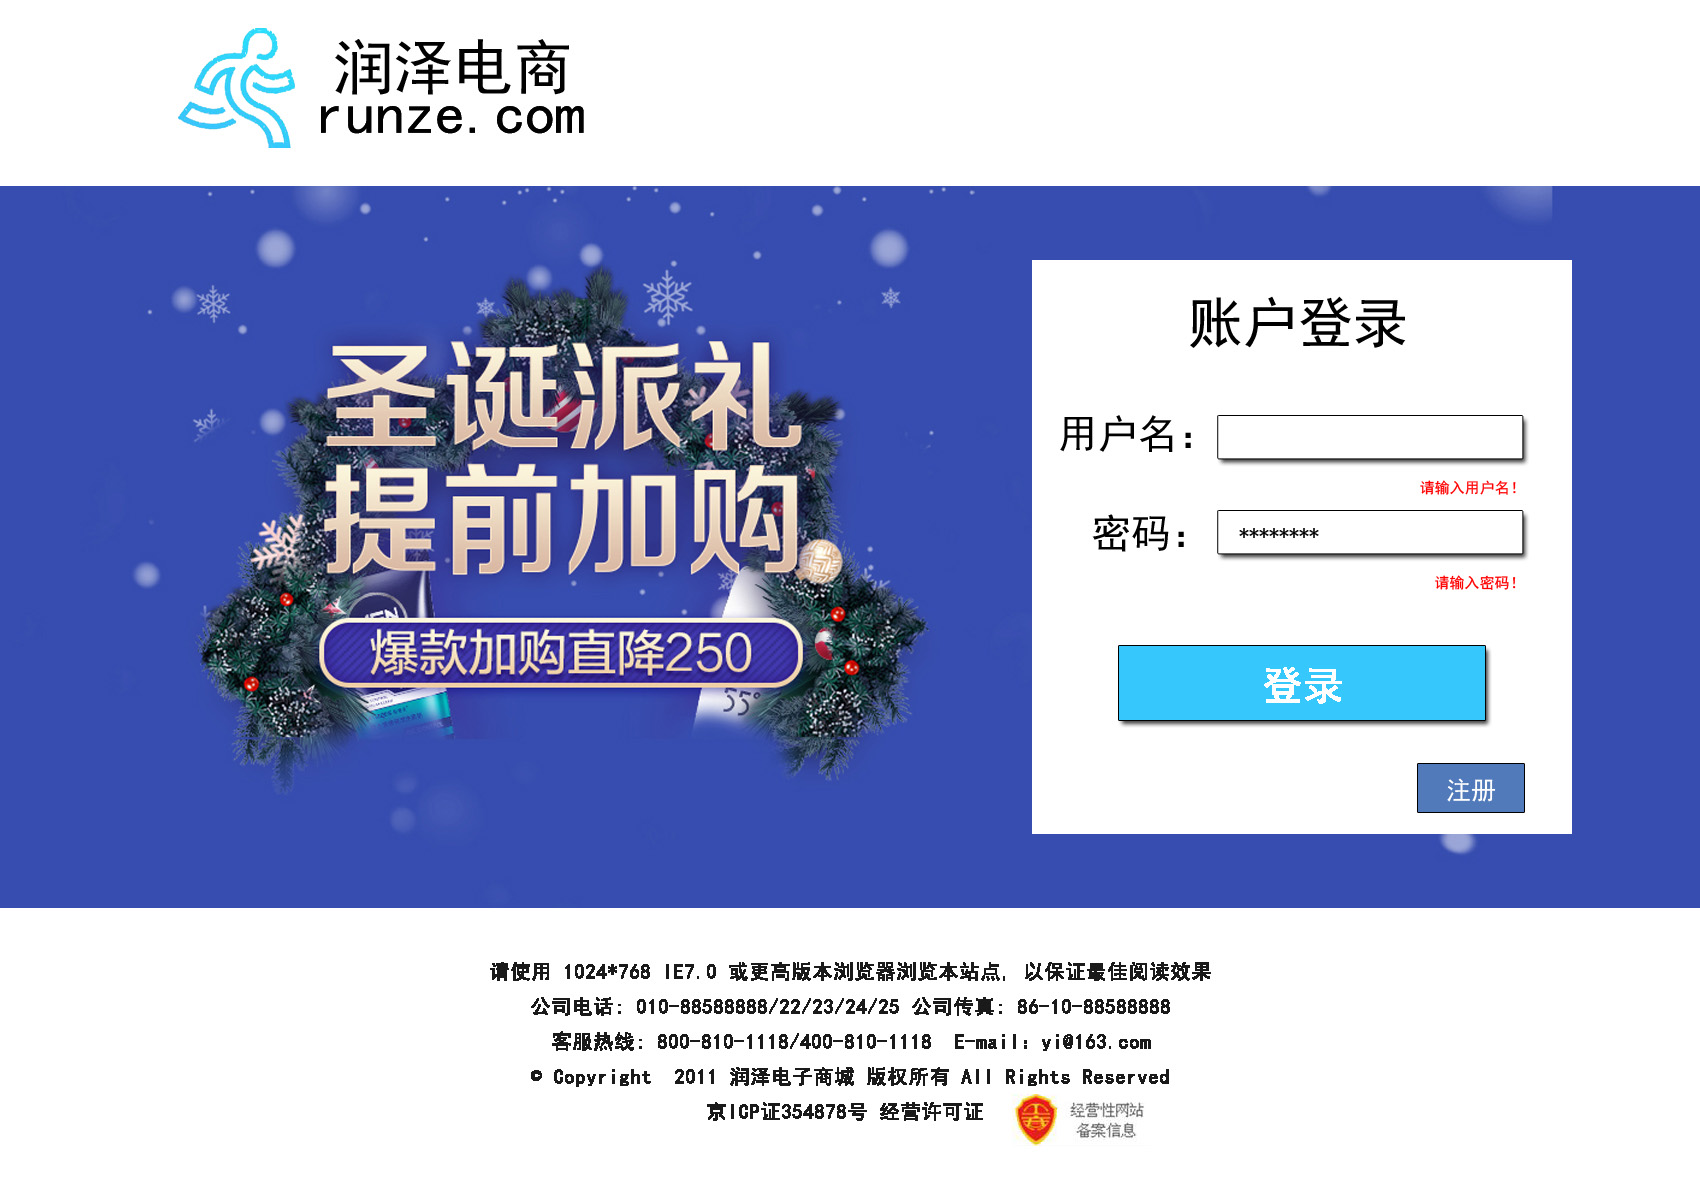 润泽电商
runze.com
圣诞派礼
提前加购
爆款加购直降250
55°
账户登录
用户名：
请输入用户名！
密码：
********
请输入密码！
登录
注册
请使用 1024*768 IE7.0 或更高版本浏览器浏览本站点，以保证最佳阅读效果
公司电话：010-88588888/22/23/24/25 公司传真：86-10-88588888
客服热线：800-810-1118/400-810-1118 E-mail：yi@163.com
© Copyright 2011 润泽电子商城 版权所有 All Rights Reserved
京ICP证354878号 经营许可证
经营性网站
备案信息